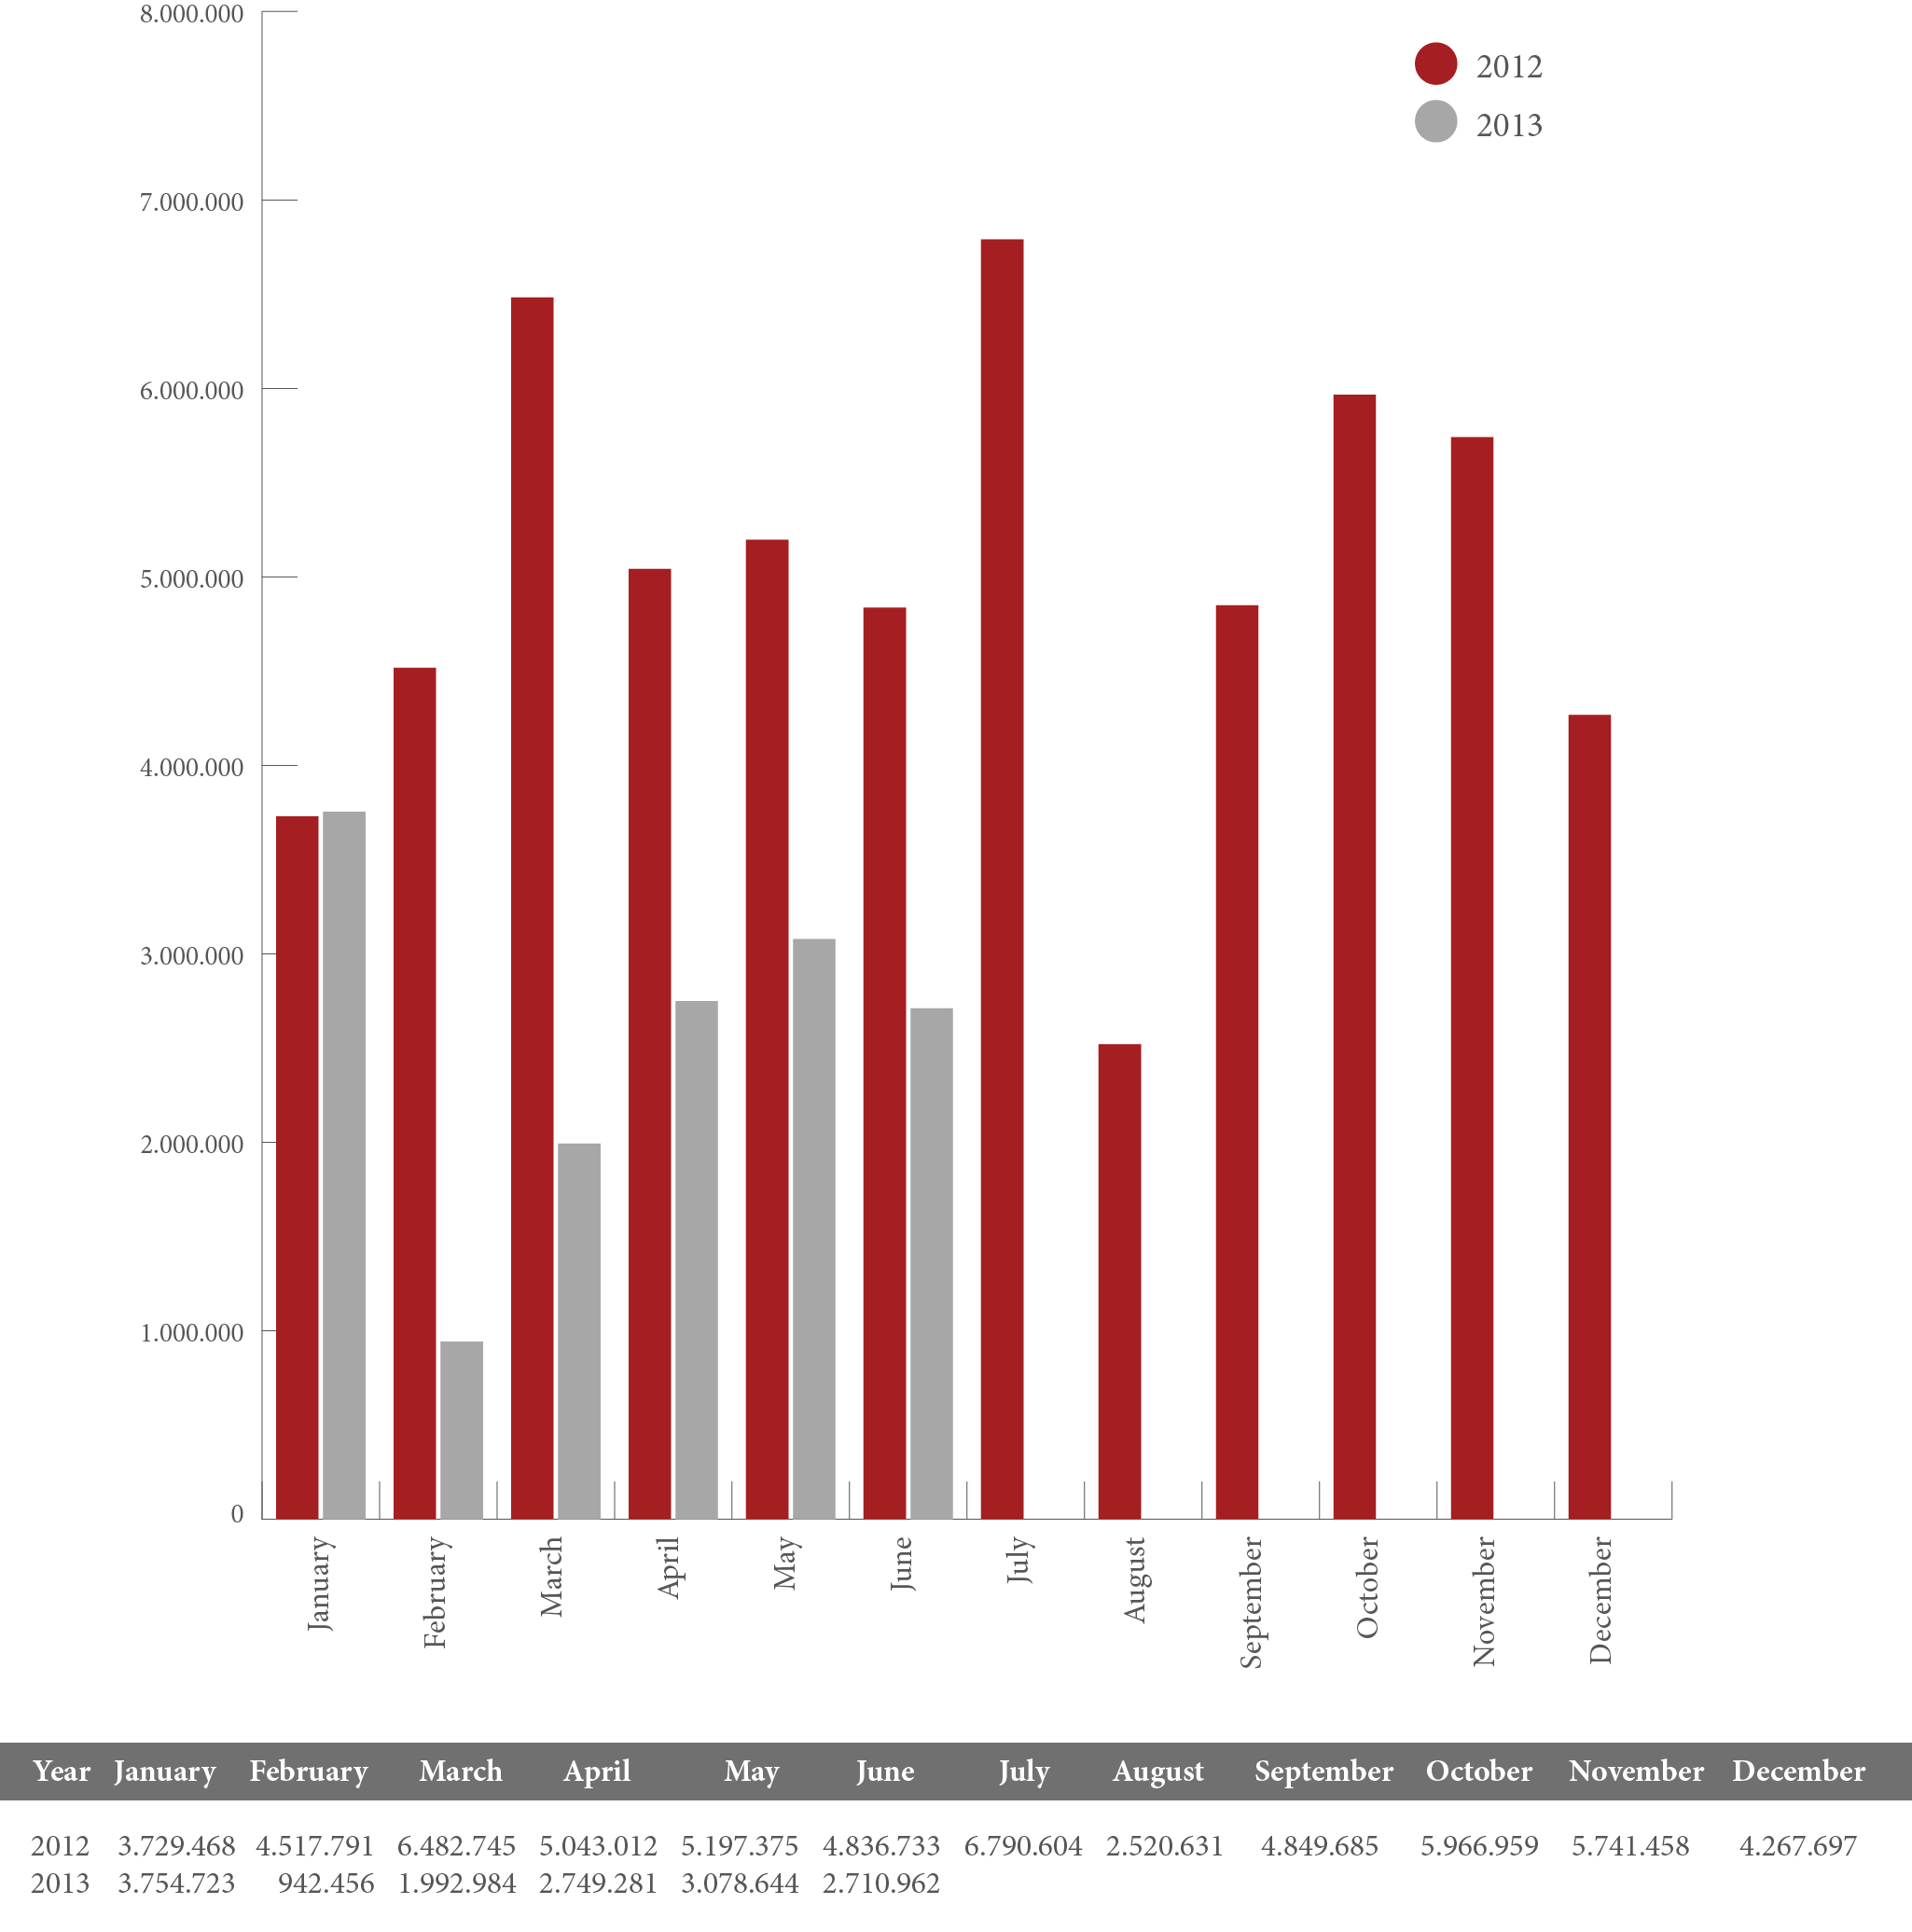 8.000.000
2012
2013
7.000.000
6.000.000
5.000.000
4.000.000
3.000.000
2.000.000
1.000.000
0
January
February
March
April
May
June
July
August
September
October
November
December
Year January February March April May June July August September October November December
2012 3.729.468 4.517.791 6.482.745 5.043.012 5.197.375 4.836.733 6.790.604 2.520.631 4.849.685 5.966.959 5.741.458 4.267.697
2013 3.754.723 942.456 1.992.984 2.749.281 3.078.644 2.710.962